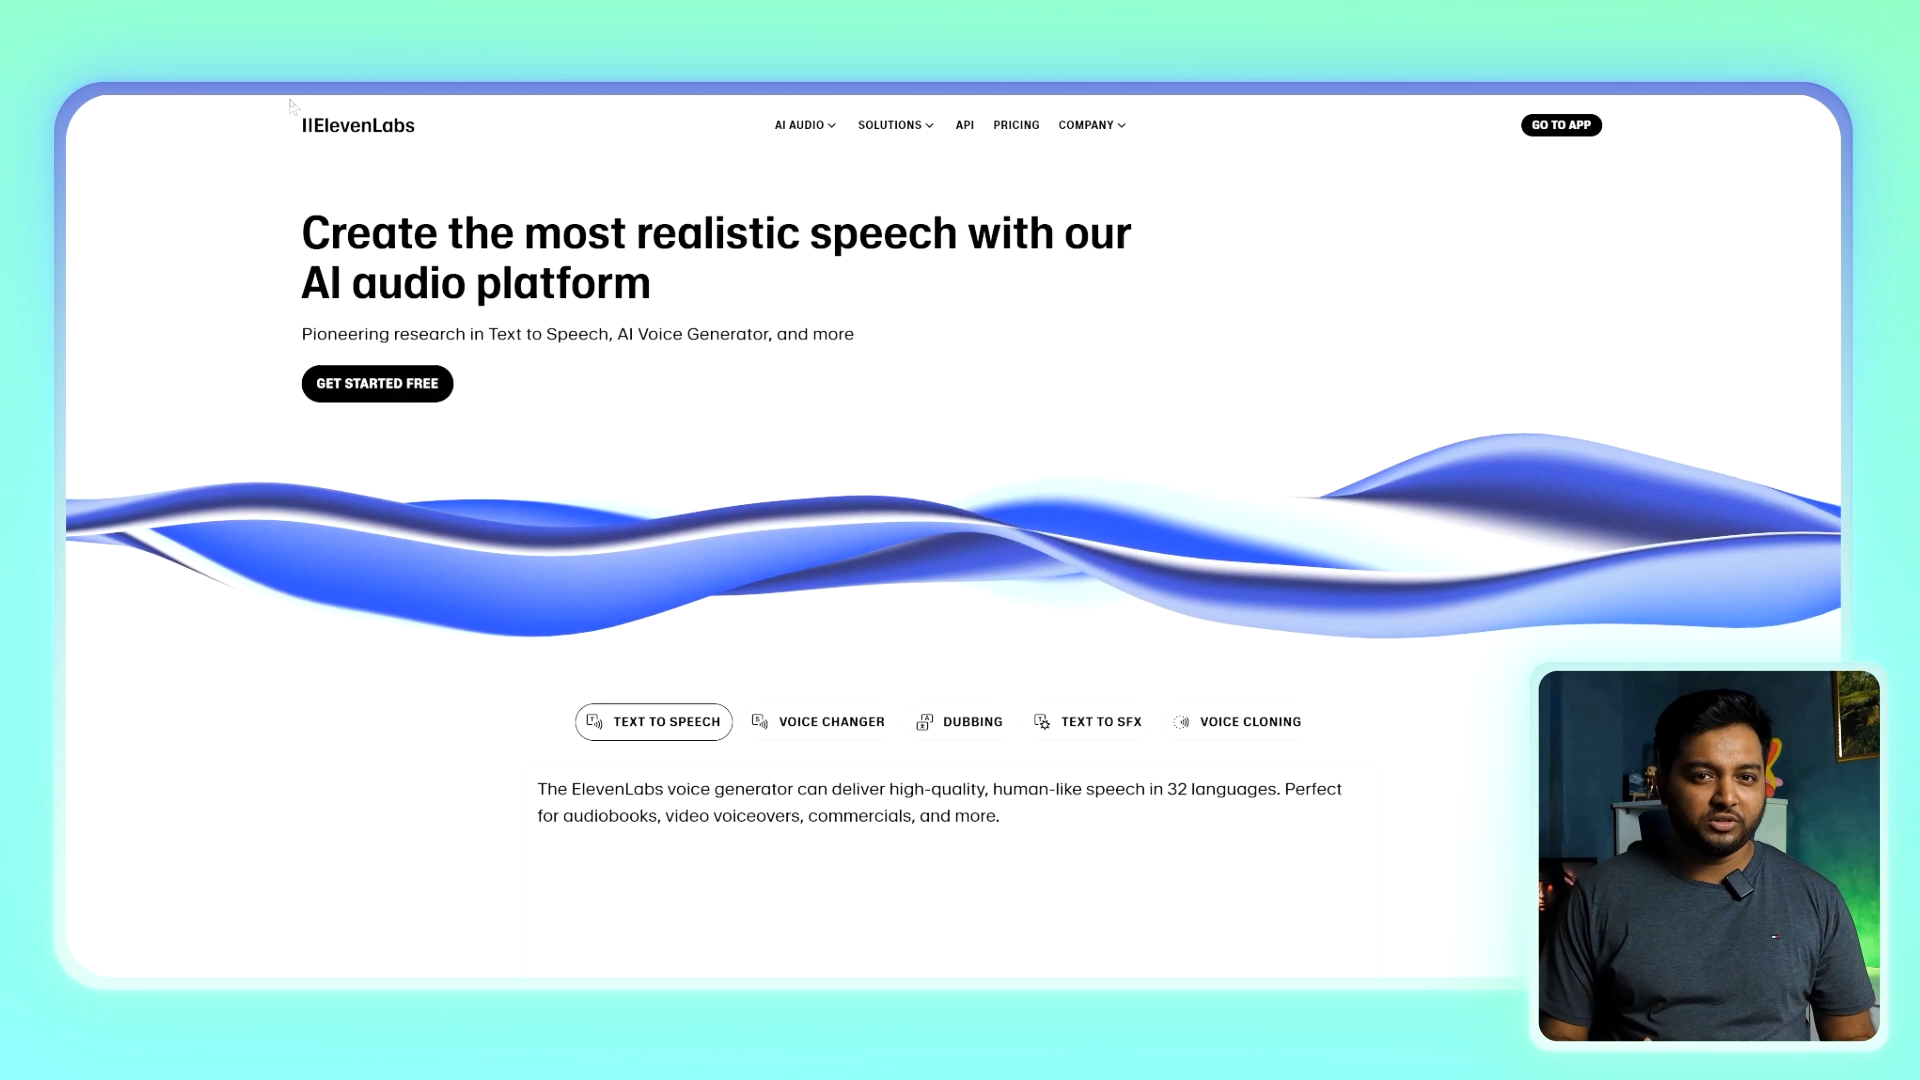 IIElevenLabs
AI AUDIO
SOLUTIONS
API
PRICING
COMPANY
GO TO APP
Create the most realistic speech with our
AI audio platform
Pioneering research in Text to Speech, AI Voice Generator, and more
GET STARTED FREE
TEXT TO SPEECH
VOICE CHANGER
DUBBING
TEXT TO SFX
VOICE CLONING
The ElevenLabs voice generator can deliver high-quality, human-like speech in 32 languages. Perfect
for audiobooks, video voiceovers, commercials, and more.